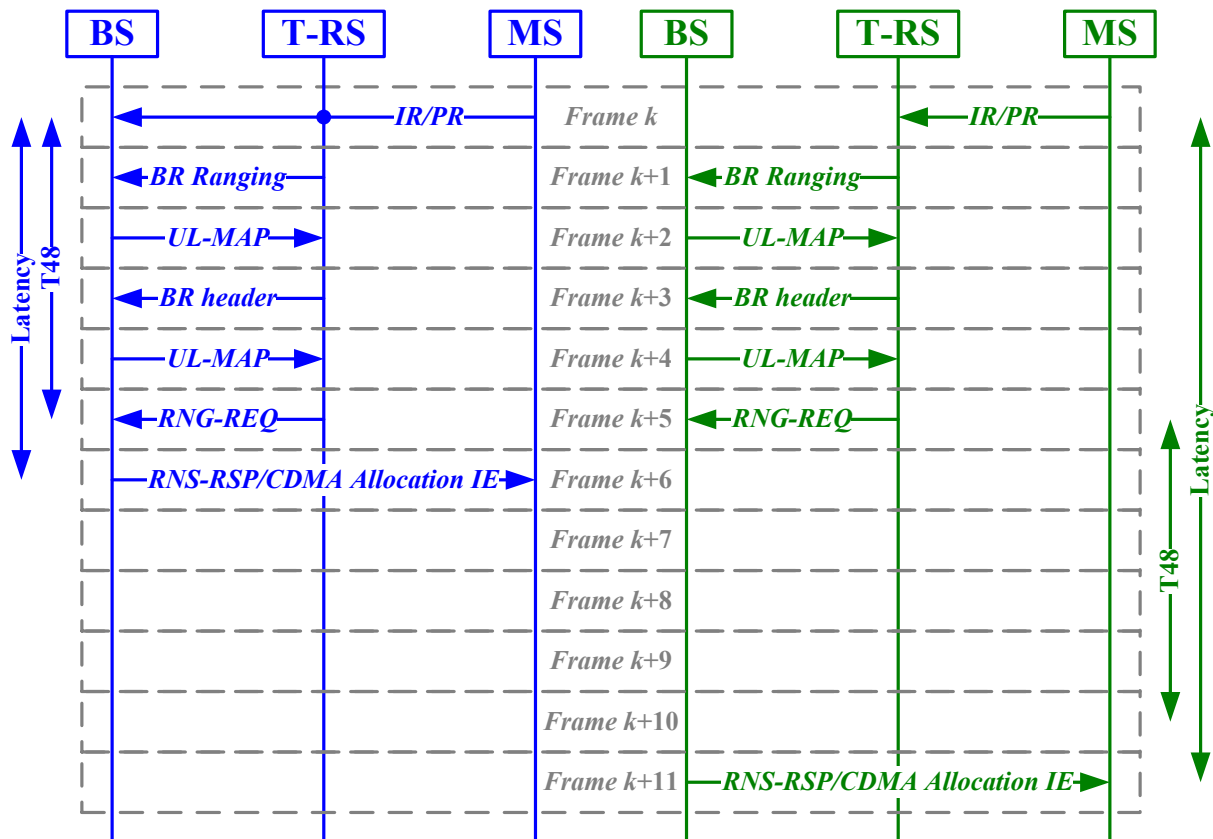 BS T-RS MS BS T-RS MS
IR/PR Frame k IR/PR
BR Ranging Frame k+1 BR Ranging
UL-MAP Frame k+2 UL-MAP
BR header Frame k+3 BR header
UL-MAP Frame k+4 UL-MAP
RNG-REQ Frame k+5 RNG-REQ
RNS-RSP/CDMA Allocation IE Frame k+6
Frame k+7
Frame k+8
Frame k+9
Frame k+10
Frame k+11 RNS-RSP/CDMA Allocation IE
Latency
T48
T48
Latency